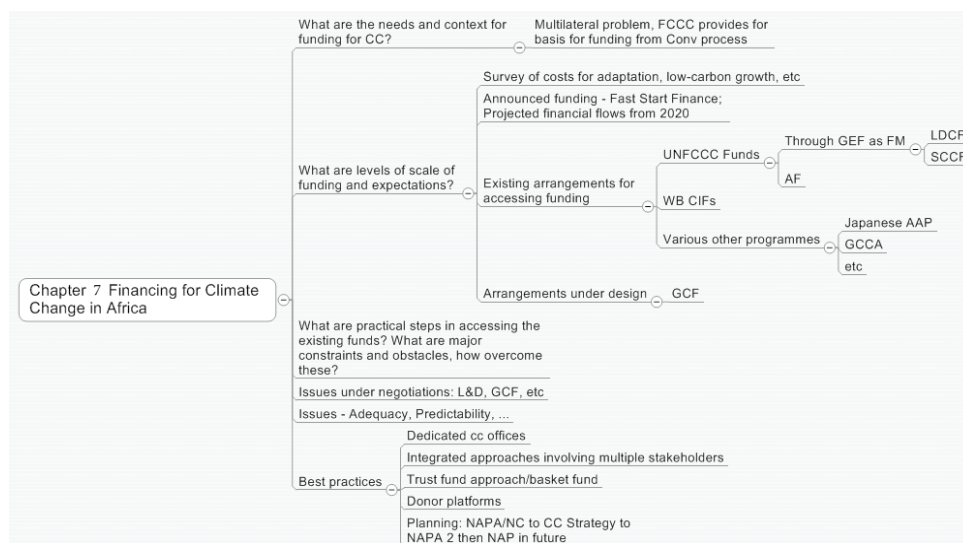 What are the needs and context for
funding for CC?
Multilateral problem, FCCC provides for
basis for funding from Conv process
Survey of costs for adaptation, low-carbon growth, etc
Announced funding - Fast Start Finance;
Projected financial flows from 2020
What are levels of scale of
funding and expectations?
Existing arrangements for
accessing funding
UNFCCC Funds
Through GEF as FM
LDCF
SCCF
AF
WB CIFs
Various other programmes
Japanese AAP
GCCA
etc
Arrangements under design
GCF
Chapter 7 Financing for Climate
Change in Africa
What are practical steps in accessing the
existing funds? What are major
constraints and obstacles, how overcome
these?
Issues under negotiations: L&D, GCF, etc
Issues - Adequacy, Predictability, ...
Best practices
Dedicated cc offices
Integrated approaches involving multiple stakeholders
Trust fund approach/basket fund
Donor platforms
Planning: NAPA/NC to CC Strategy to
NAPA 2 then NAP in future